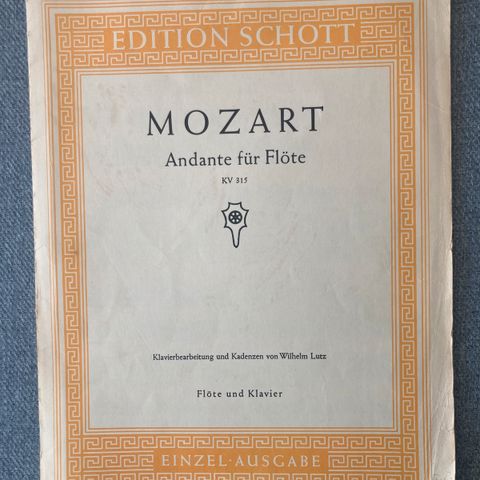 EDITION SCHOTT
MOZART
Andante für Flöte
KV 315
Klavierbearbeitung und Kadenzen von Wilhelm Lutz
Flöte und Klavier
EINZEL-AUSGABE